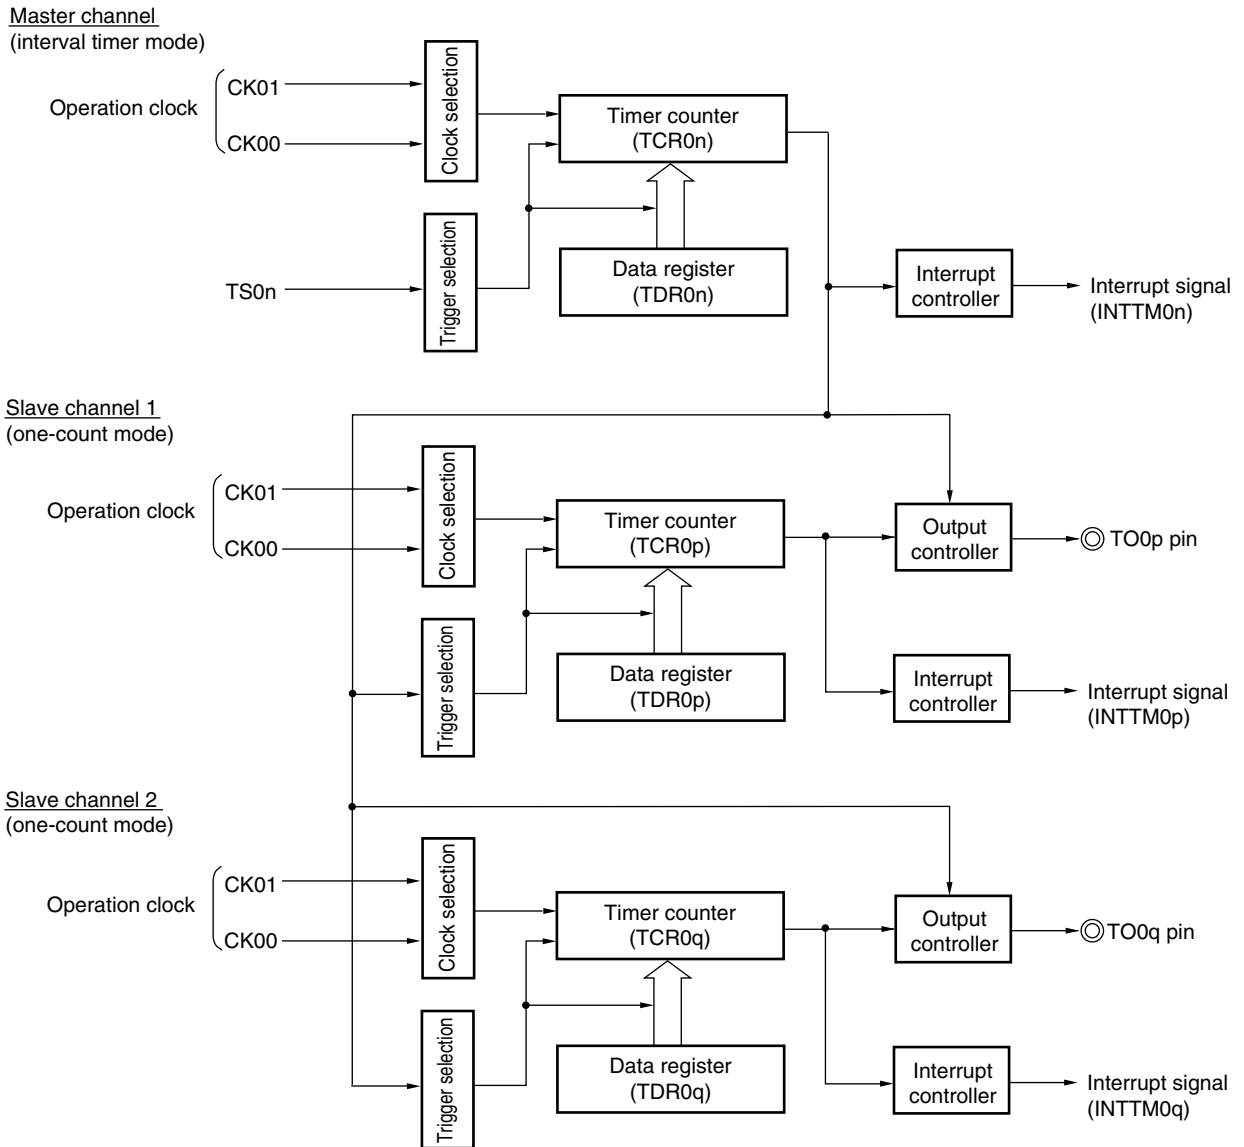 Master channel
(interval timer mode)
Operation clock
CK01
CK00
Clock selection
Timer counter
(TCR0n)
TS0n
Trigger selection
Data register
(TDR0n)
Interrupt
controller
Interrupt signal
(INTTM0n)
Slave channel 1
(one-count mode)
Operation clock
CK01
CK00
Clock selection
Timer counter
(TCR0p)
Output
controller
TO0p pin
Trigger selection
Data register
(TDR0p)
Interrupt
controller
Interrupt signal
(INTTM0p)
Slave channel 2
(one-count mode)
Operation clock
CK01
CK00
Clock selection
Timer counter
(TCR0q)
Output
controller
TO0q pin
Trigger selection
Data register
(TDR0q)
Interrupt
controller
Interrupt signal
(INTTM0q)